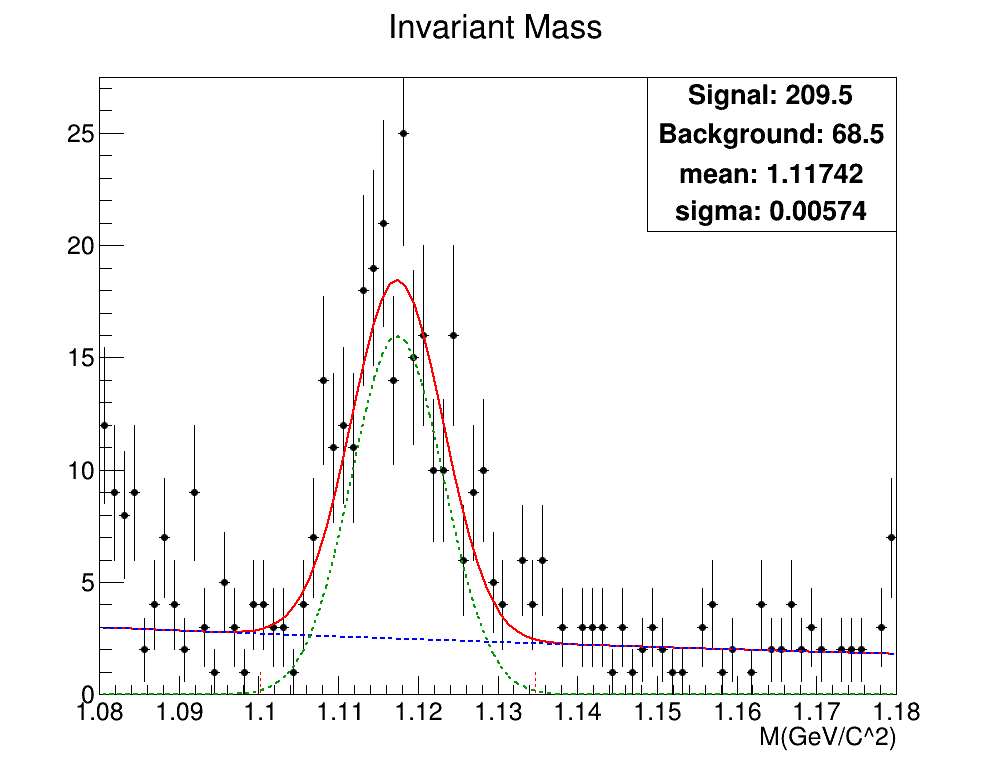 Invariant Mass
Signal: 209.5
Background: 68.5
mean: 1.11742
sigma: 0.00574
25
20
15
10
5
0
1.08 1.09 1.1 1.11 1.12 1.13 1.14 1.15 1.16 1.17 1.18
M(GeV/C^2)